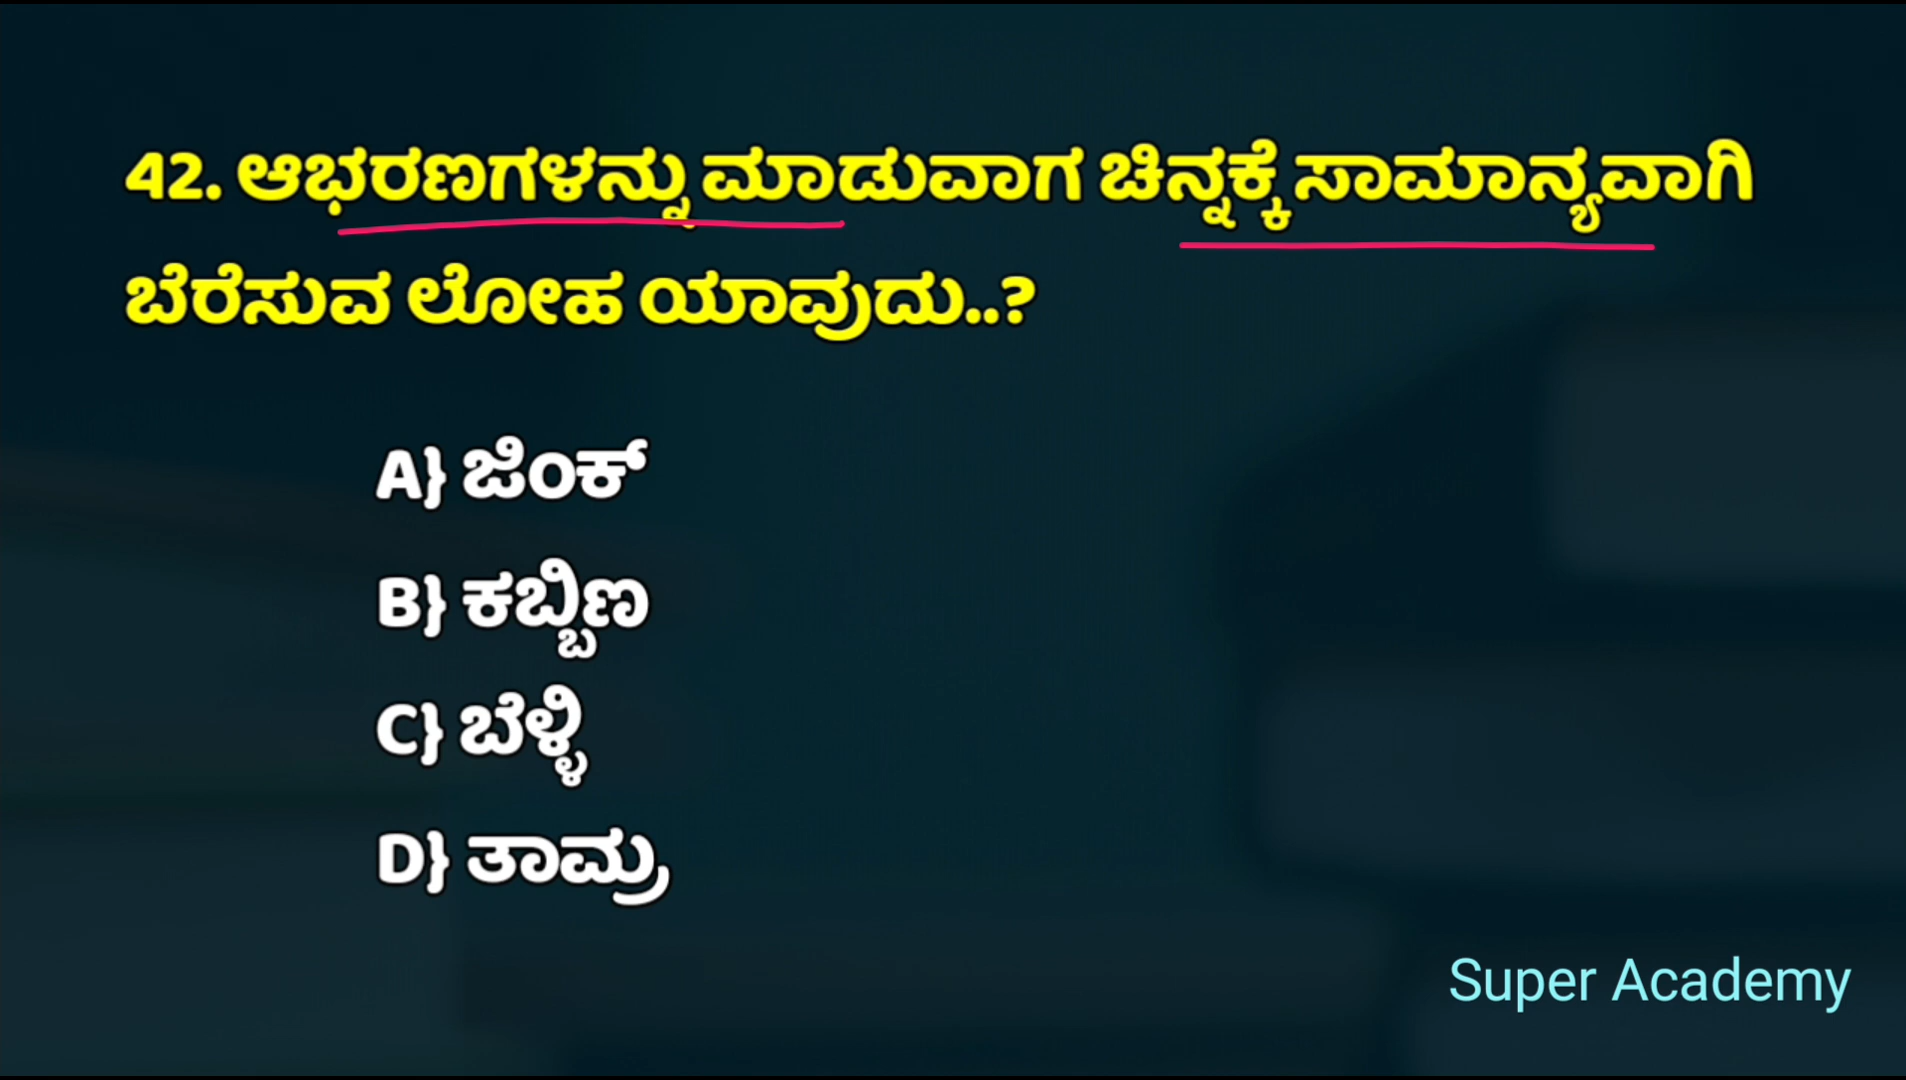 42. ಆಭರಣಗಳನ್ನು ಮಾಡುವಾಗ ಚಿನ್ನಕ್ಕೆ ಸಾಮಾನ್ಯವಾಗಿ
ಬೆರೆಸುವ ಲೋಹ ಯಾವುದು..?
A} ಜಿಂಕ್
B} ಕಬ್ಬಿಣ
C} ಬೆಳ್ಳಿ
D} ತಾಮ್ರ
Super Academy